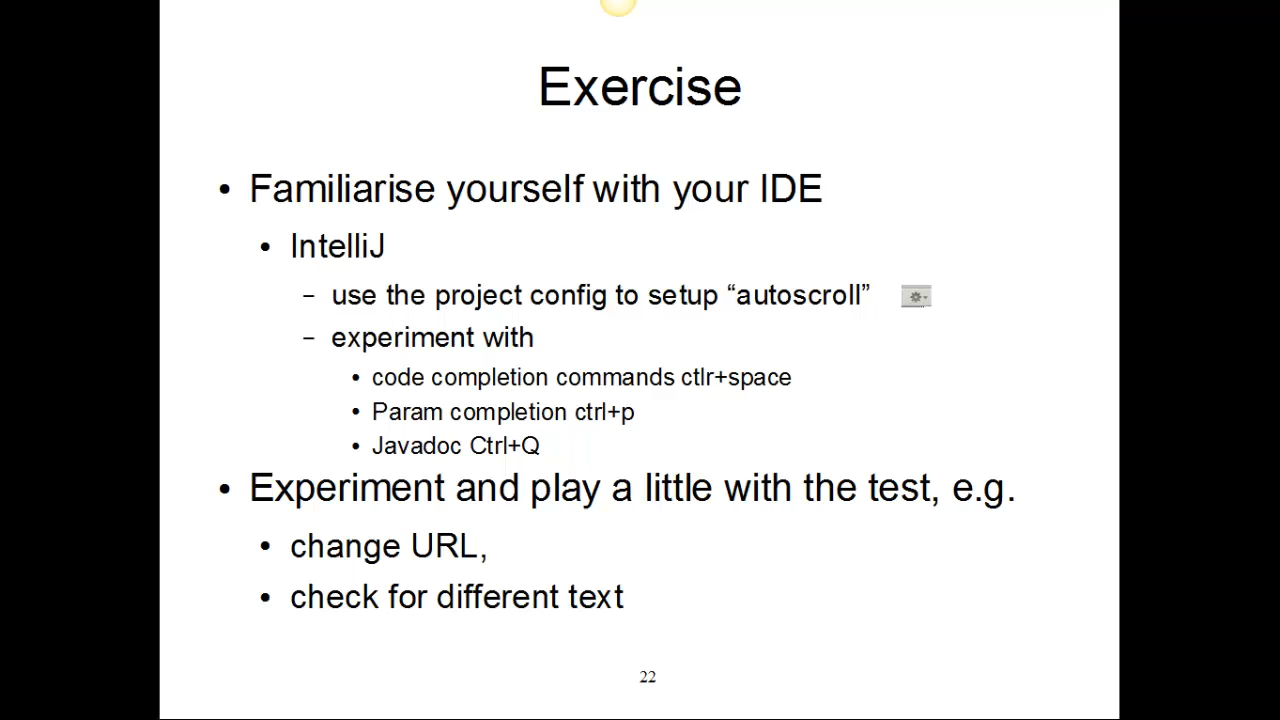 Exercise
• Familiarise yourself with your IDE
• IntelliJ
– use the project config to setup “autoscroll”
– experiment with
• code completion commands ctlr+space
• Param completion ctrl+p
• Javadoc Ctrl+Q
• Experiment and play a little with the test, e.g.
• change URL,
• check for different text
22